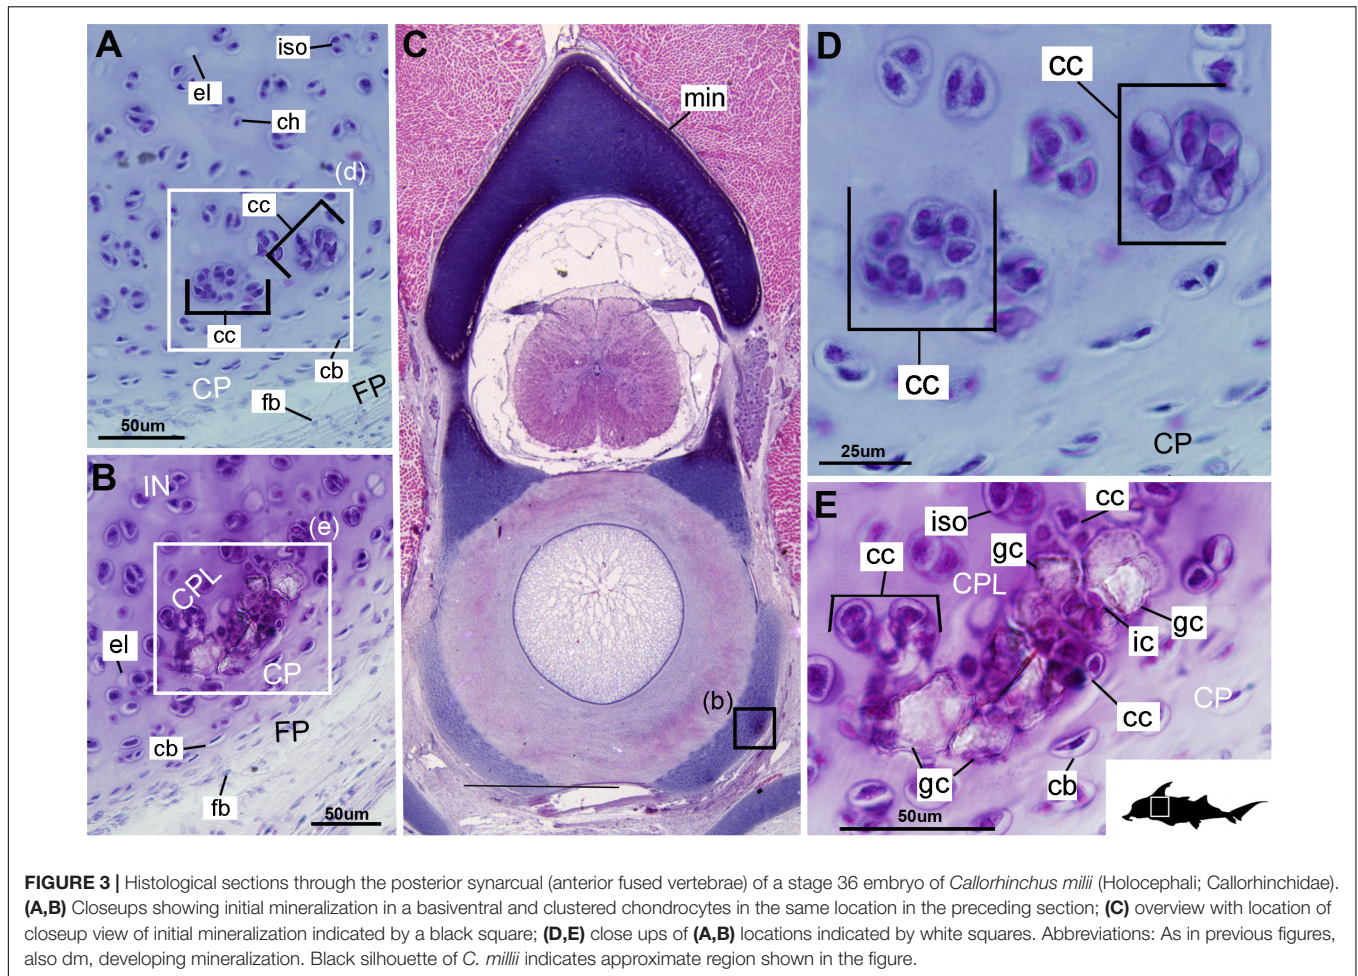 A
iso
el
ch
(d)
cc
cc
cb
CP
FP
fb
50um
B
IN
(e)
CPL
el
CP
FP
cb
fb
50um
C
min
(b)
D
cc
cc
CP
25um
E
iso
cc
gc
cc
CPL
gc
ic
CP
cc
gc
cb
50um
FIGURE 3 | Histological sections through the posterior synarcual (anterior fused vertebrae) of a stage 36 embryo of Callorhinchus milii (Holocephali; Callorhinchidae).
(A,B) Closeups showing initial mineralization in a basiventral and clustered chondrocytes in the same location in the preceding section; (C) overview with location of
closeup view of initial mineralization indicated by a black square; (D,E) close ups of (A,B) locations indicated by white squares. Abbreviations: As in previous figures,
also dm, developing mineralization. Black silhouette of C. millii indicates approximate region shown in the figure.